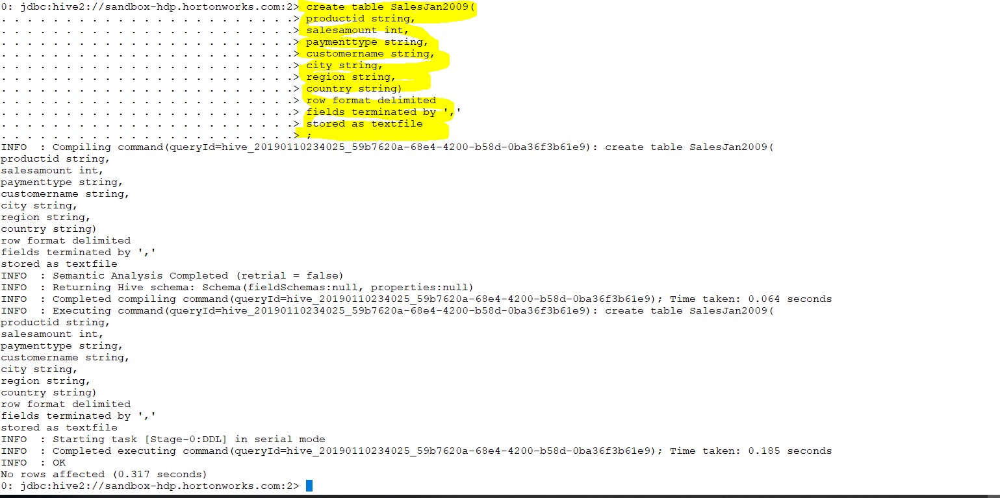 0: jdbc:hive2://sandbox-hdp.hortonworks.com:2> create table SalesJan2009(
. . . . . . . . . . . . . . . . . . . . . . .> productid string,
. . . . . . . . . . . . . . . . . . . . . . .> salesamount int,
. . . . . . . . . . . . . . . . . . . . . . .> paymenttype string,
. . . . . . . . . . . . . . . . . . . . . . .> customername string,
. . . . . . . . . . . . . . . . . . . . . . .> city string,
. . . . . . . . . . . . . . . . . . . . . . .> region string,
. . . . . . . . . . . . . . . . . . . . . . .> country string)
. . . . . . . . . . . . . . . . . . . . . . .> row format delimited
. . . . . . . . . . . . . . . . . . . . . . .> fields terminated by ','
. . . . . . . . . . . . . . . . . . . . . . .> stored as textfile
. . . . . . . . . . . . . . . . . . . . . . .> ;
INFO  : Compiling command(queryId=hive_20190110234025_59b7620a-68e4-4200-b58d-0ba36f3b61e9): create table SalesJan2009(
productid string,
salesamount int,
paymenttype string,
customername string,
city string,
region string,
country string)
row format delimited
fields terminated by ','
stored as textfile
INFO  : Semantic Analysis Completed (retrial = false)
INFO  : Returning Hive schema: Schema(fieldSchemas:null, properties:null)
INFO  : Completed compiling command(queryId=hive_20190110234025_59b7620a-68e4-4200-b58d-0ba36f3b61e9); Time taken: 0.064 seconds
INFO  : Executing command(queryId=hive_20190110234025_59b7620a-68e4-4200-b58d-0ba36f3b61e9): create table SalesJan2009(
productid string,
salesamount int,
paymenttype string,
customername string,
city string,
region string,
country string)
row format delimited
fields terminated by ','
stored as textfile
INFO  : Starting task [Stage-0:DDL] in serial mode
INFO  : Completed executing command(queryId=hive_20190110234025_59b7620a-68e4-4200-b58d-0ba36f3b61e9); Time taken: 0.185 seconds
INFO  : OK
No rows affected (0.317 seconds)
0: jdbc:hive2://sandbox-hdp.hortonworks.com:2>